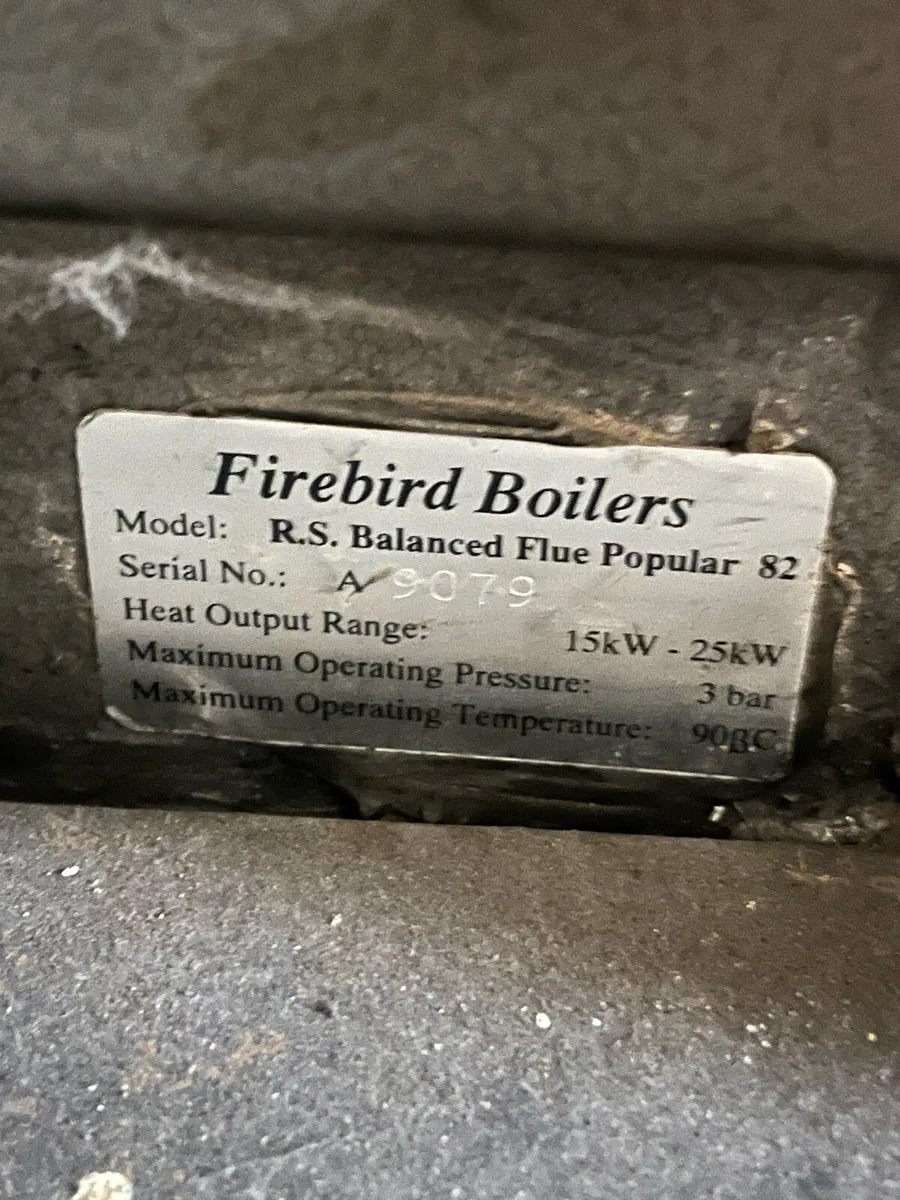 Firebird Boilers
Model: R.S. Balanced Flue Popular 82
Serial No.: A/ 9079
Heat Output Range: 15kW - 25kW
Maximum Operating Pressure: 3 bar
Maximum Operating Temperature: 90ßC